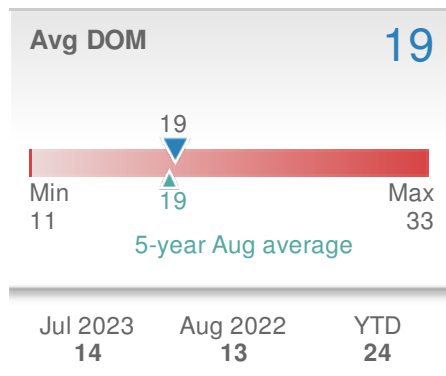 Avg DOM 19
19
Min Max
11 33
19
5-year Aug average
Jul 2023 Aug 2022 YTD
14 13 24